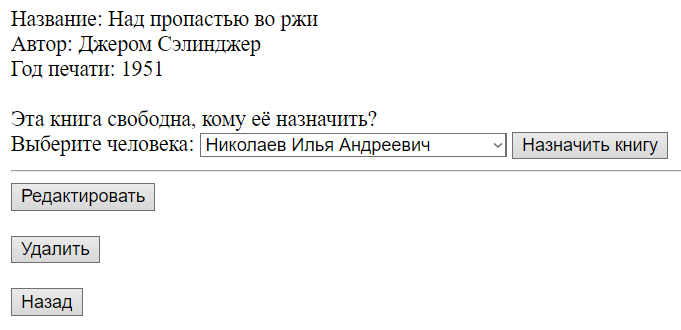 Название: Над пропастью во ржи
Автор: Джером Сэлинджер
Год печати: 1951
Эта книга свободна, кому её назначить?
Выберите человека: Николаев Илья Андреевич Назначить книгу
Редактировать
Удалить
Назад